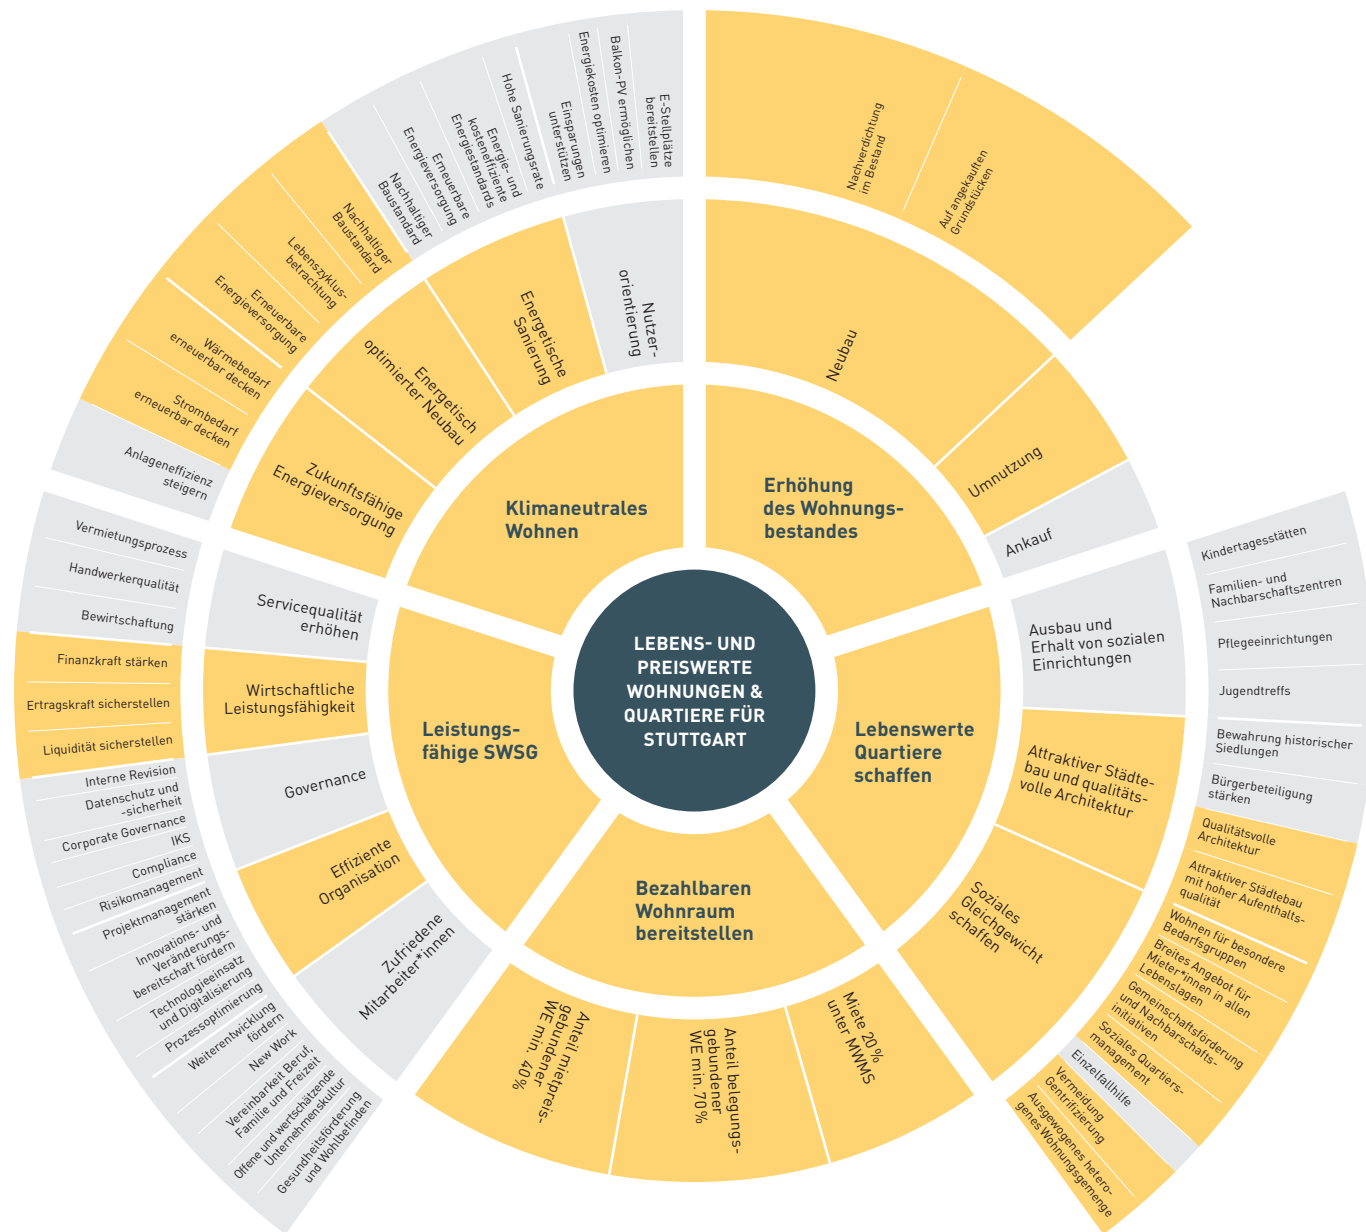 LEBENS- UND
PREISWERTE
WOHNUNGEN &
QUARTIERE FÜR
STUTTGART
Erhöhung
des Wohnungs-
bestandes
Neubau
Nachverdichtung
im Bestand
Auf angekauften
Grundstücken
Umnutzung
Ankauf
Lebenswerte
Quartiere
schaffen
Ausbau und
Erhalt von sozialen
Einrichtungen
Kindertagesstätten
Familien- und
Nachbarschaftszentren
Pflegeeinrichtungen
Jugendtreffs
Attraktiver Städte-
bau und qualitäts-
volle Architektur
Bewahrung historischer
Siedlungen
Bürgerbeteiligung
stärken
Qualitätsvolle
Architektur
Attraktiver Städtebau
mit hoher Aufenthalts-
qualität
Soziales
Gleichgewicht
schaffen
Wohnen für besondere
Bedarfsgruppen
Breites Angebot für
Mieter*innen in allen
Lebenslagen
Gemeinschaftsförderung
und Nachbarschafts-
initiativen
Soziales Quartiers-
management
Einzelfallhilfe
Vermeidung
Gentrifizierung
Ausgewogenes hetero-
genes Wohnungsgemenge
Bezahlbaren
Wohnraum
bereitstellen
Miete 20 %
unter MWMS
Anteil belegungs-
gebundener
WE min. 70 %
Anteil mietpreis-
gebundener
WE min. 40 %
Leistungs-
fähige SWSG
Zufriedene
Mitarbeiter*innen
Gesundheitsförderung
und Wohlbefinden
Offene und wertschätzende
Unternehmenskultur
Vereinbarkeit Beruf,
Familie und Freizeit
New Work
Weiterentwicklung
fördern
Effiziente
Organisation
Prozessoptimierung
Technologieeinsatz
und Digitalisierung
Innovations- und
Veränderungs-
bereitschaft fördern
Projektmanagement
stärken
Governance
Risikomanagement
Compliance
IKS
Corporate Governance
Datenschutz und
-sicherheit
Interne Revision
Wirtschaftliche
Leistungsfähigkeit
Liquidität sicherstellen
Ertragskraft sicherstellen
Finanzkraft stärken
Servicequalität
erhöhen
Bewirtschaftung
Handwerkerqualität
Vermietungsprozess
Klimaneutrales
Wohnen
Zukunftsfähige
Energieversorgung
Anlageneffizienz
steigern
Strombedarf
erneuerbar decken
Wärmebedarf
erneuerbar decken
Energetisch
optimierter Neubau
Erneuerbare
Energieversorgung
Lebenszyklus-
betrachtung
Nachhaltiger
Baustandard
Energetische
Sanierung
Nachhaltiger
Baustandard
Erneuerbare
Energieversorgung
Energie- und
kosteneffiziente
Energiestandards
Hohe Sanierungsrate
Nutzer-
orientierung
Einsparungen
unterstützen
Energiekosten optimieren
Balkon-PV ermöglichen
E-Stellplätze
bereitstellen